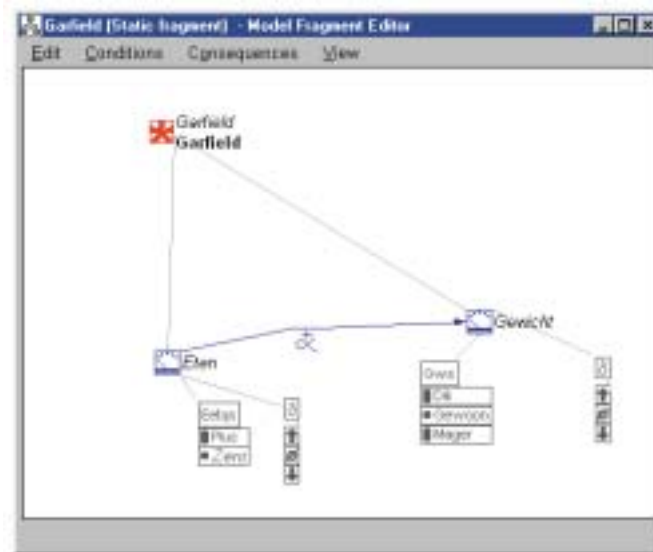 Garfield (Static fragment) - Model Fragment Editor
Edit Conditions Consequences View
Garfield
Garfield
Gewicht
Eten
Gws
Dik
Gewoon
Mager
Plus
Zero